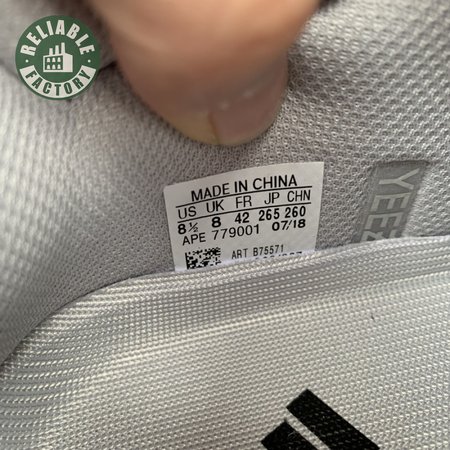 RELIABLE
FACTORY
MADE IN CHINA
US UK FR JP CHN
8½ 8 42 265 260
APE 779001 07/18
ART B75571